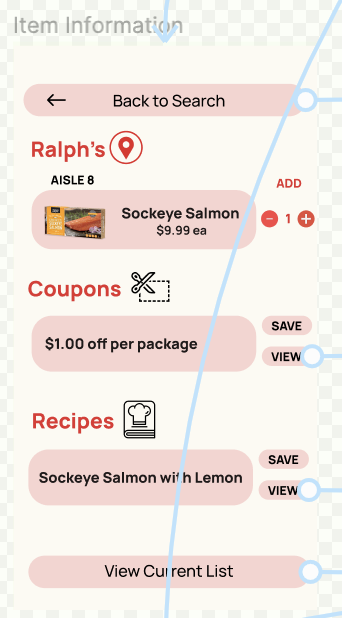 Item Information
Back to Search
Ralph's
AISLE 8
ADD
Sockeye Salmon
$9.99 ea
1
Coupons
$1.00 off per package
SAVE
VIEW
Recipes
Sockeye Salmon with Lemon
SAVE
VIEW
View Current List